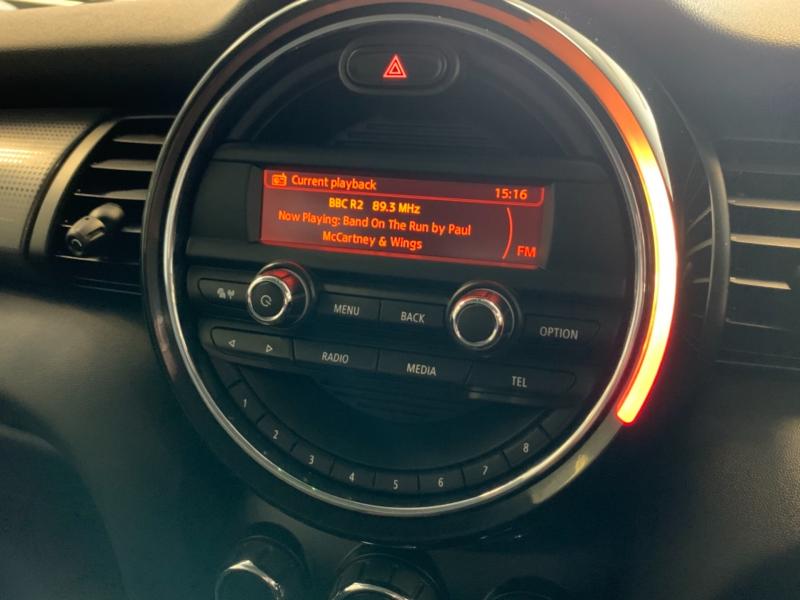 Current playback 15:16
BBC R2 89.3 MHz
Now Playing: Band On The Run by Paul
McCartney & Wings
FM
MENU BACK OPTION
RADIO MEDIA TEL
1 2 3 4 5 6 7 8